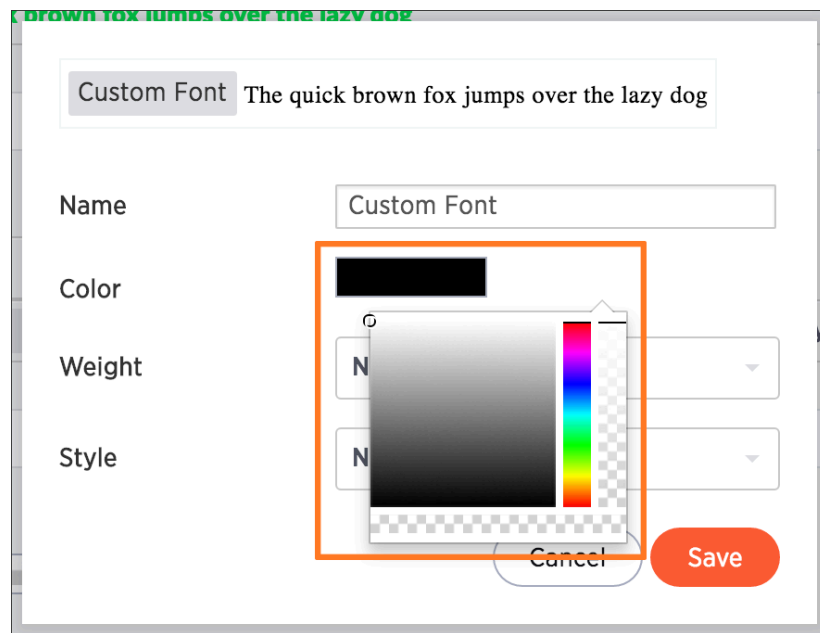 k brown fox jumps over the lazy dog
Custom Font The quick brown fox jumps over the lazy dog
Name Custom Font
Color
Weight N
Style N
Cancel Save